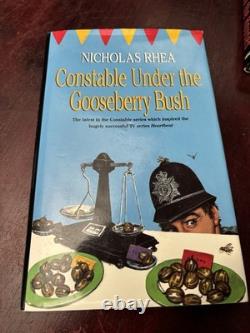 NICHOLAS RHEA
Constable Under the
Gooseberry Bush
The latest in the Constable series which inspired the
hugely successful TV series Heartbeat
ebay